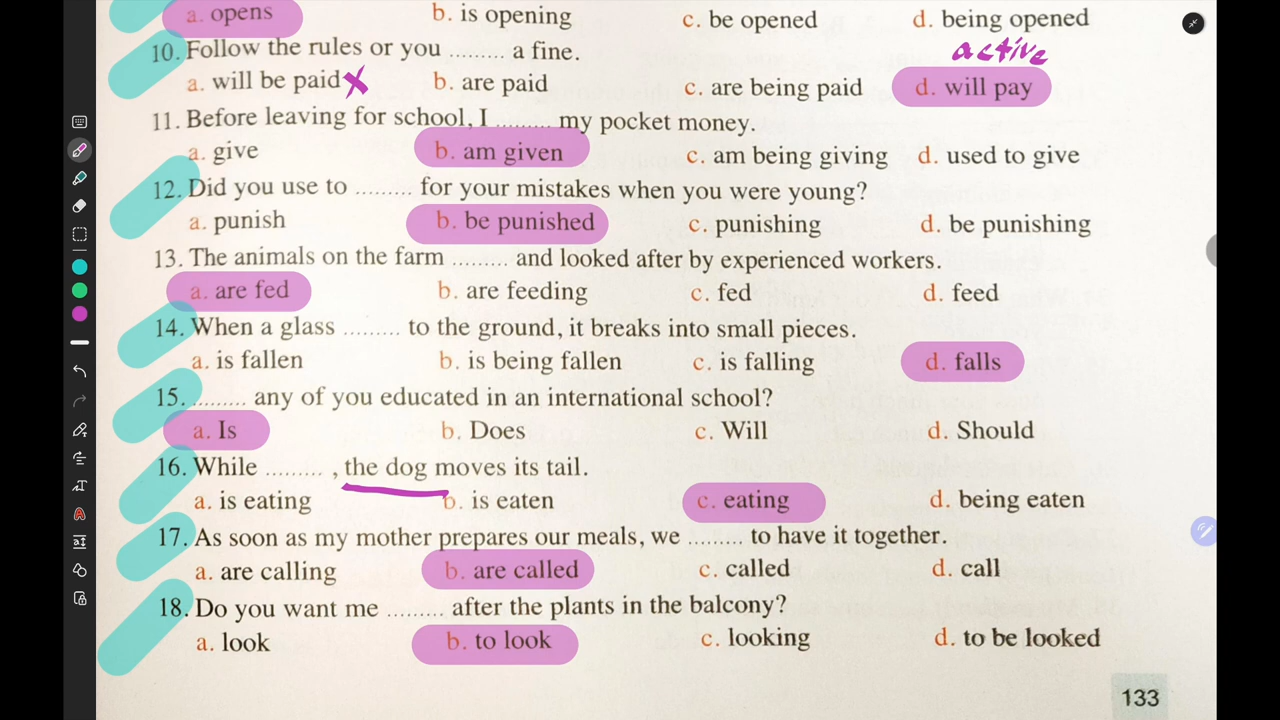 a. opens b. is opening c. be opened d. being opened
active
10. Follow the rules or you ......... a fine.
a. will be paid X b. are paid c. are being paid d. will pay
11. Before leaving for school, I ......... my pocket money.
a. give b. am given c. am being giving d. used to give
12. Did you use to ......... for your mistakes when you were young?
a. punish b. be punished c. punishing d. be punishing
13. The animals on the farm ......... and looked after by experienced workers.
a. are fed b. are feeding c. fed d. feed
14. When a glass ......... to the ground, it breaks into small pieces.
a. is fallen b. is being fallen c. is falling d. falls
15. ......... any of you educated in an international school?
a. Is b. Does c. Will d. Should
16. While ......... , the dog moves its tail.
a. is eating b. is eaten c. eating d. being eaten
17. As soon as my mother prepares our meals, we ......... to have it together.
a. are calling b. are called c. called d. call
18. Do you want me ......... after the plants in the balcony?
a. look b. to look c. looking d. to be looked
133